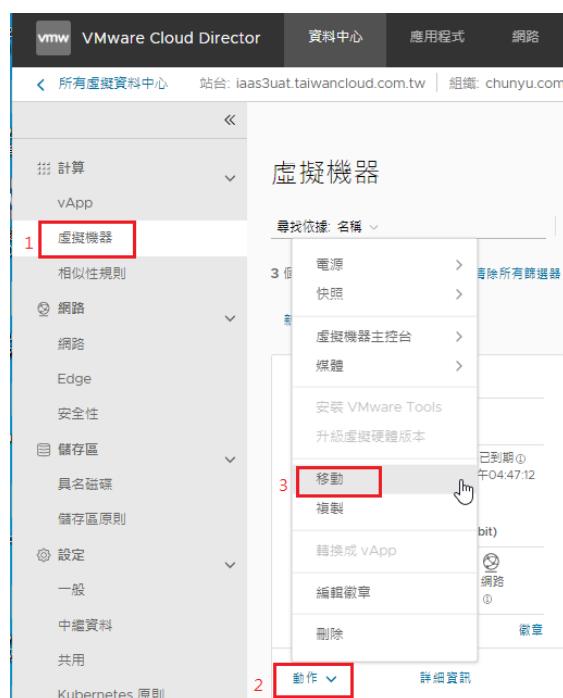 vmw VMware Cloud Director 資料中心 應用程式 網路
所有虛擬資料中心 站台: iaas3uat.taiwancloud.com.tw 組織: chunyu.com
計算
vApp
1 虛擬機器
相似性規則
網路
網路
Edge
安全性
儲存區
具名磁碟
儲存區原則
設定
一般
中繼資料
共用
Kubernetes 原則
虛擬機器
尋找依據: 名稱
3 清除所有篩選器
電源
快照
虛擬機器主控台
媒體
安裝 VMware Tools
升級虛擬硬體版本
3 移動
複製
轉換成 vApp
編輯徽章
刪除
已到期
午04:47:12
bit)
網路
徽章
2 動作 詳細資訊